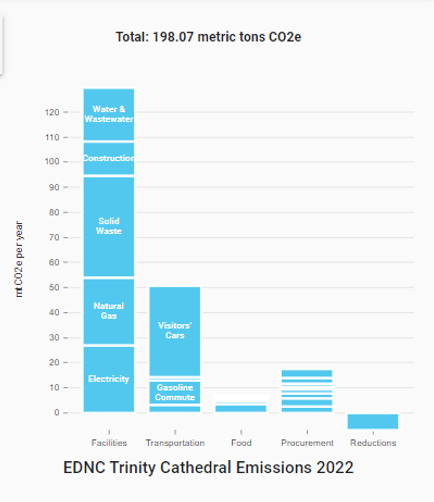 Total: 198.07 metric tons CO2e
mtCO2e per year
120
110
100
90
80
70
60
50
40
30
20
10
0
Water &
Wastewater
Construction
Solid
Waste
Natural
Gas
Electricity
Visitors'
Cars
Gasoline
Commute
Facilities Transportation Food Procurement Reductions
EDNC Trinity Cathedral Emissions 2022